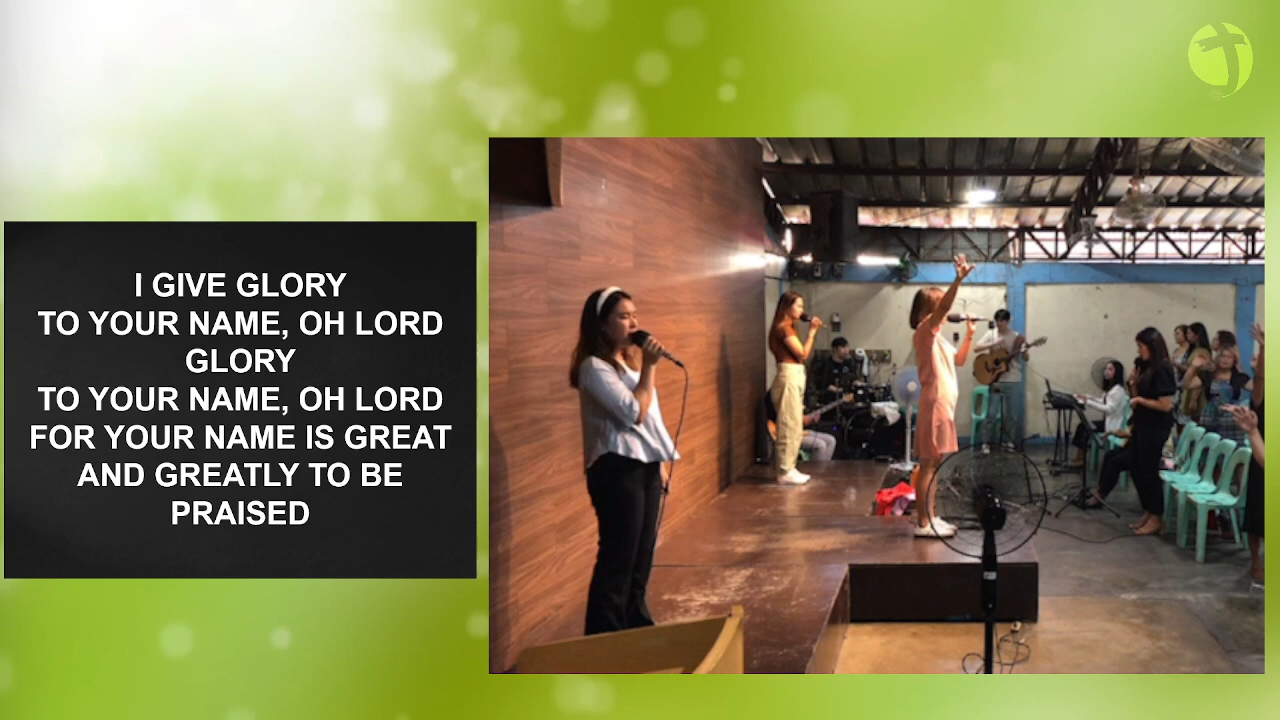 I GIVE GLORY
TO YOUR NAME, OH LORD
GLORY
TO YOUR NAME, OH LORD
FOR YOUR NAME IS GREAT
AND GREATLY TO BE
PRAISED